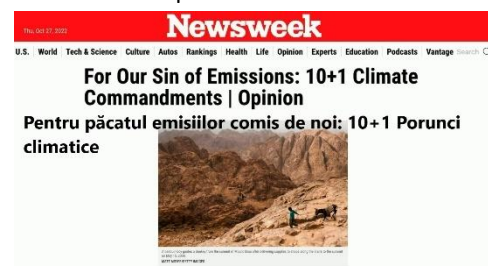 Thu, Oct 27, 2022
Newsweek
U.S. World Tech & Science Culture Autos Rankings Health Life Opinion Experts Education Podcasts Vantage Search
For Our Sin of Emissions: 10+1 Climate
Commandments | Opinion
Pentru păcatul emisiilor comis de noi: 10+1 Porunci
climatice